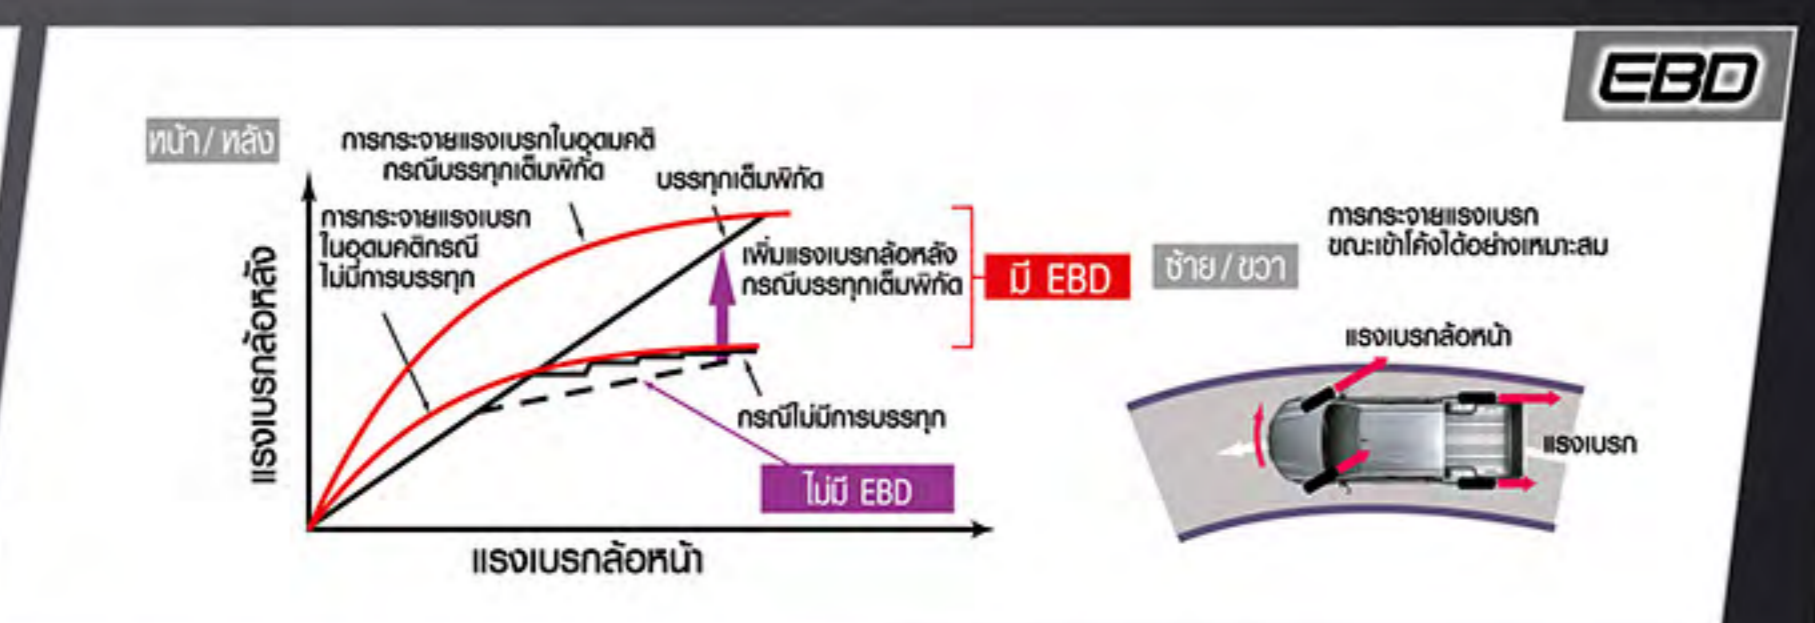 EBD
หน้า / หลัง
การกระจายแรงเบรกในอุดมคติ
กรณีบรรทุกเต็มพิกัด
บรรทุกเต็มพิกัด
การกระจายแรงเบรก
ในอุดมคติกรณี
ไม่มีการบรรทุก
เพิ่มแรงเบรกล้อหลัง
กรณีบรรทุกเต็มพิกัด
มี EBD
แรงเบรกล้อหลัง
กรณีไม่มีการบรรทุก
ไม่มี EBD
แรงเบรกล้อหน้า
ซ้าย / ขวา
การกระจายแรงเบรก
ขณะเข้าโค้งได้อย่างเหมาะสม
แรงเบรกล้อหน้า
แรงเบรก